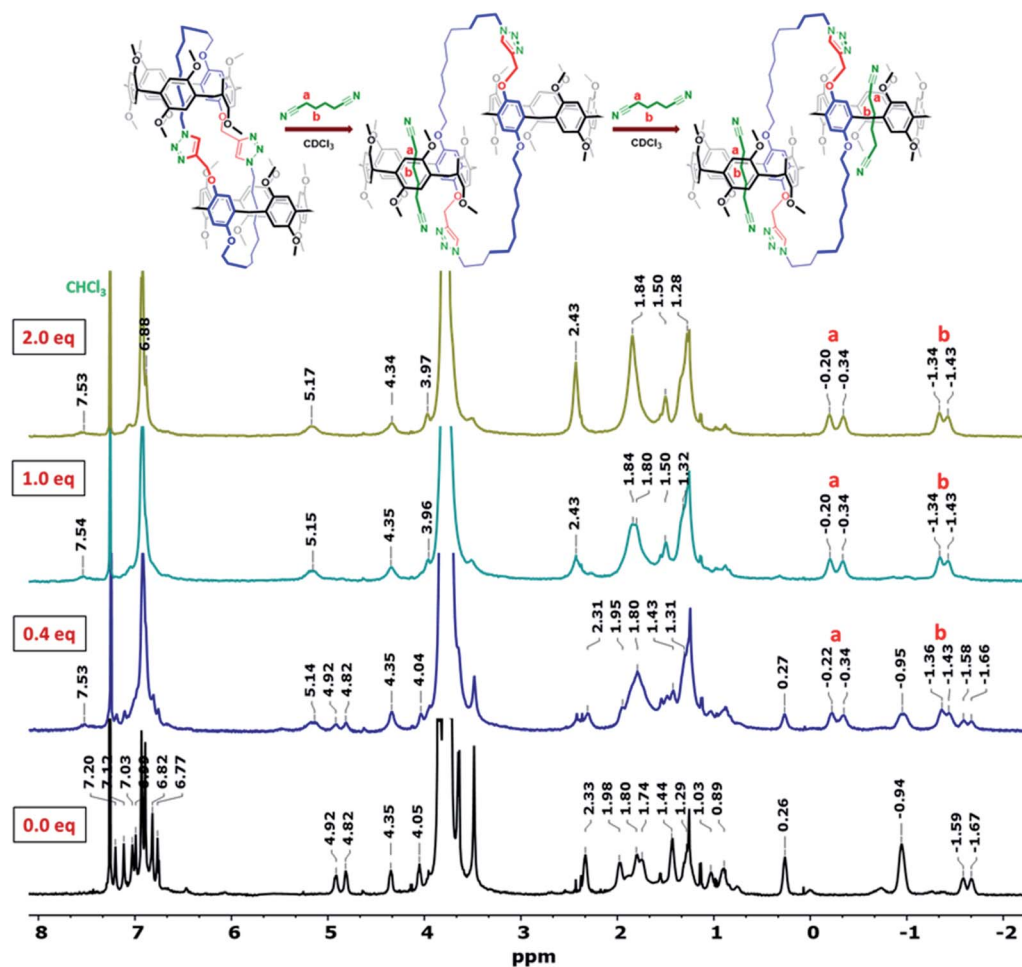 a
b
CDCl₃
a
b
CDCl₃
N
N
N
N
N
N
O
O
a
b
N
N
a
b
N
N
CHCl₃
2.0 eq
7.53
6.88
5.17
4.34
3.97
2.43
1.84
1.50
1.28
a
-0.20
-0.34
b
-1.34
-1.43
1.0 eq
7.54
5.15
4.35
3.96
2.43
1.84
1.80
1.50
1.32
a
-0.20
-0.34
b
-1.34
-1.43
0.4 eq
7.53
5.14
4.92
4.82
4.35
4.04
2.31
1.95
1.80
1.43
1.31
0.27
a
-0.22
-0.34
-0.95
b
-1.36
-1.43
-1.58
-1.66
0.0 eq
7.20
7.12
7.03
6.82
6.77
4.92
4.82
4.35
4.05
2.33
1.98
1.80
1.74
1.44
1.29
1.03
0.89
0.26
-0.94
-1.59
-1.67
8 7 6 5 4 3 2 1 0 -1 -2
ppm